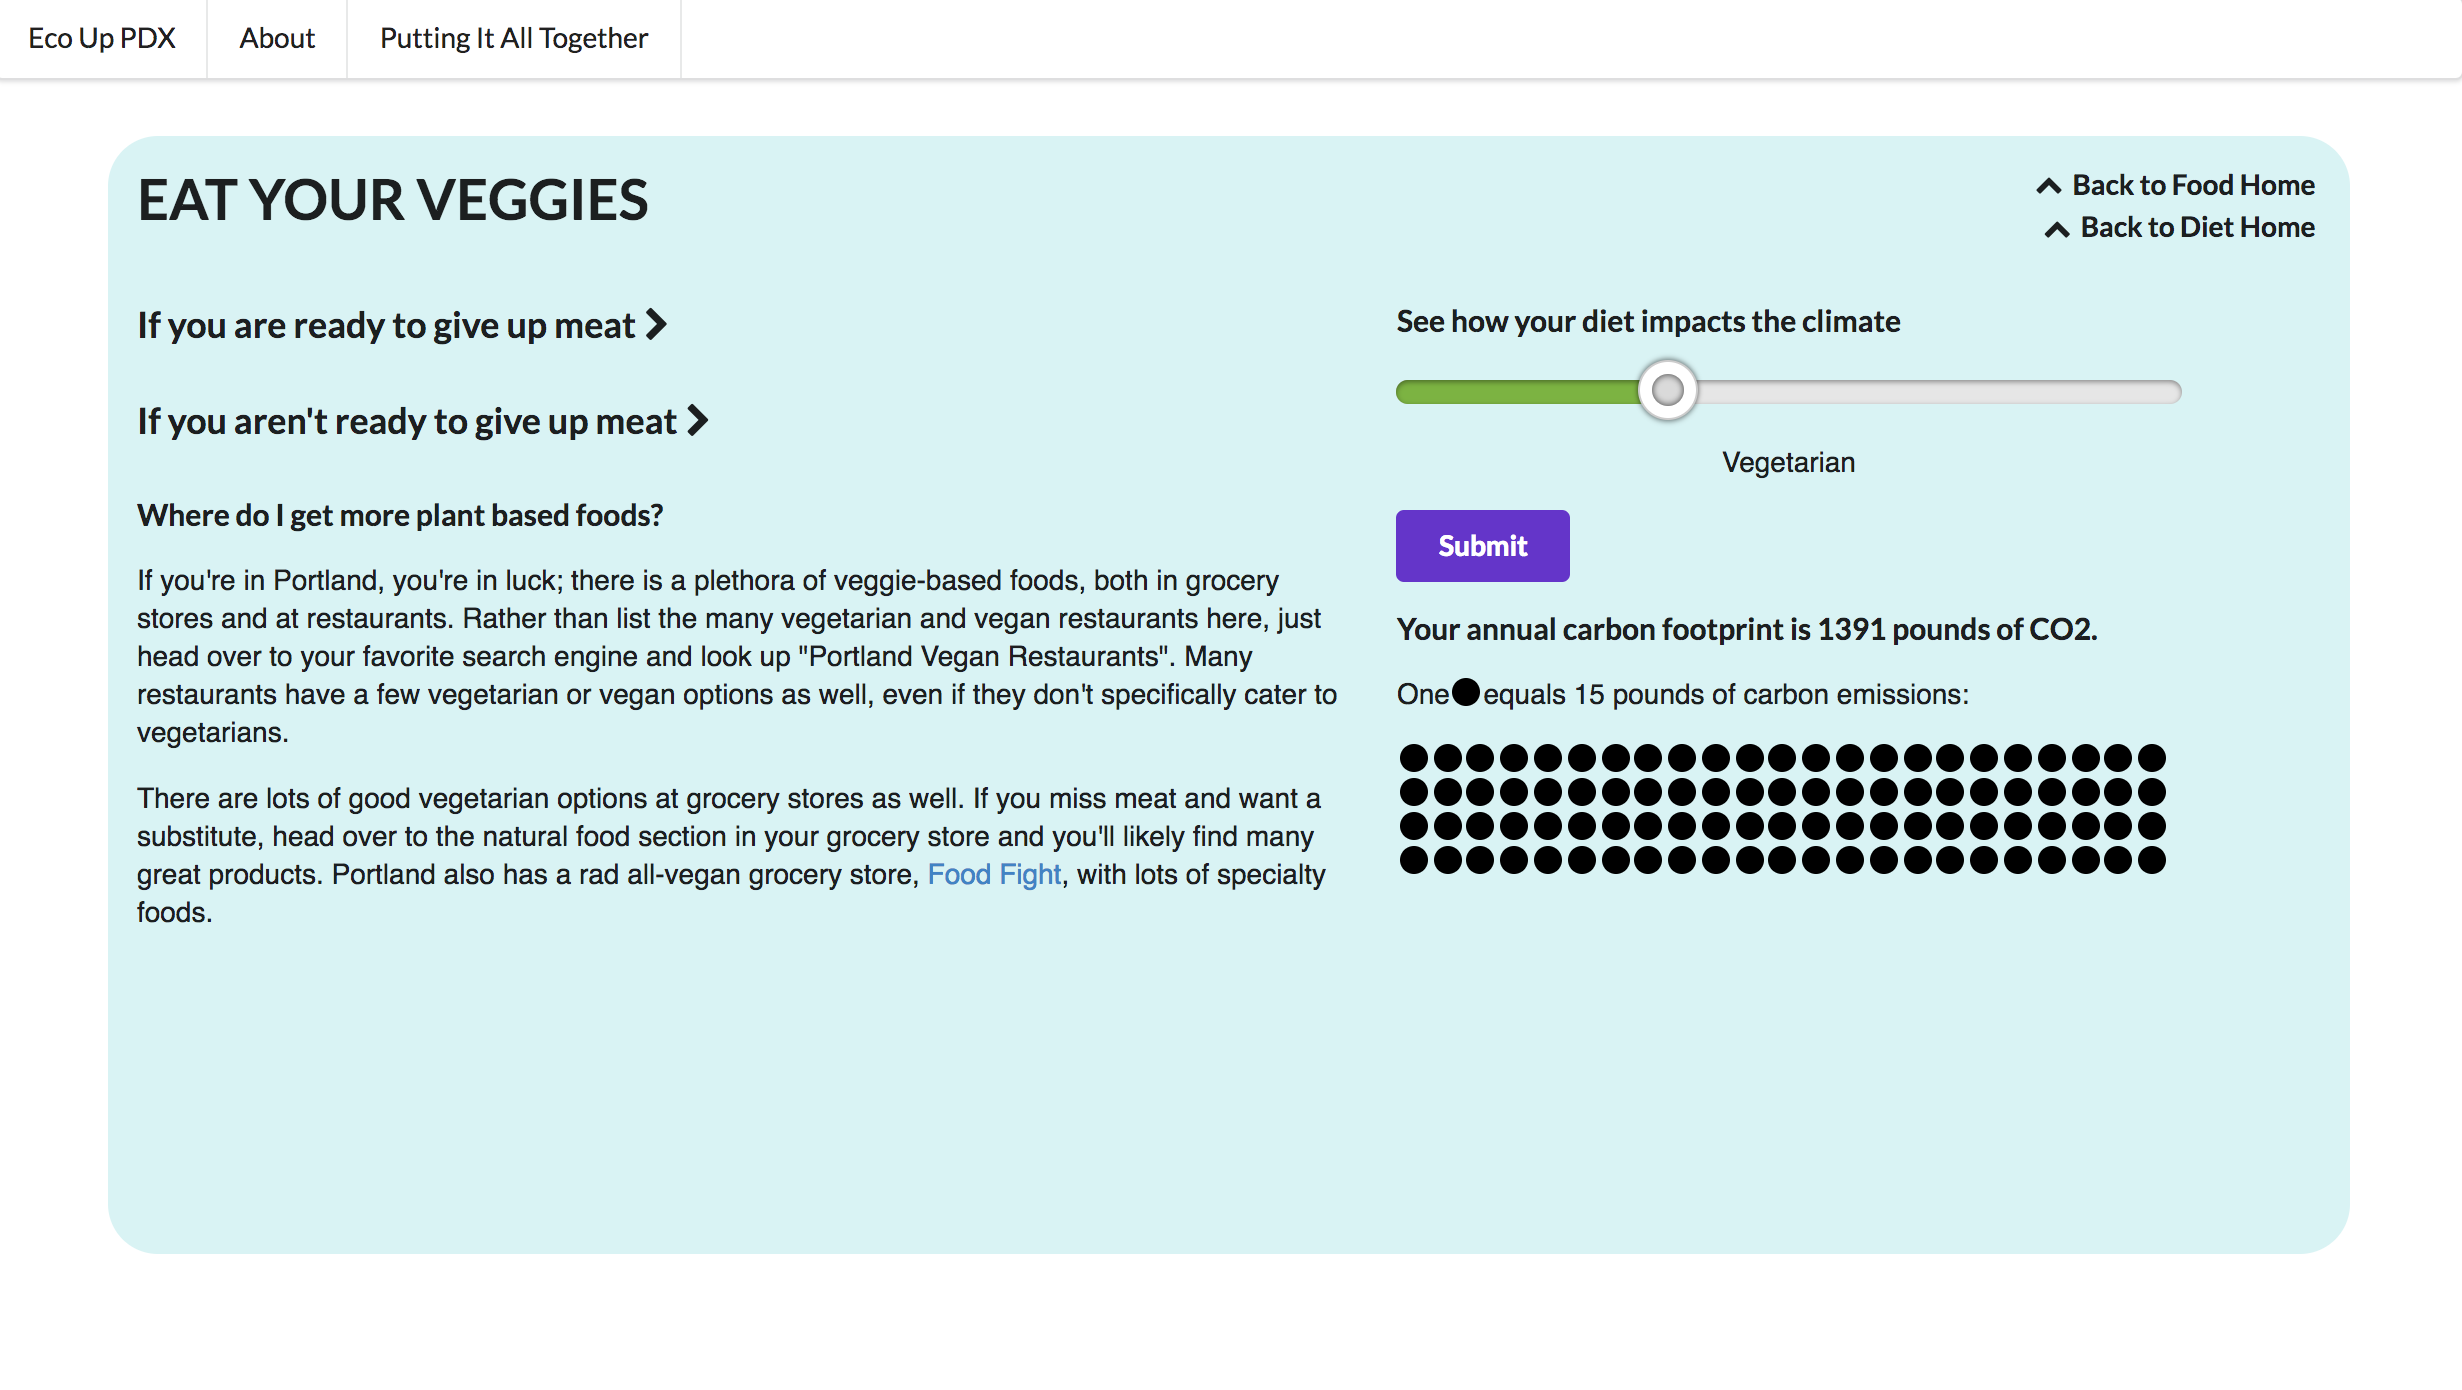 Eco Up PDX
About
Putting It All Together
EAT YOUR VEGGIES
Back to Food Home
Back to Diet Home
If you are ready to give up meat
If you aren't ready to give up meat
Where do I get more plant based foods?
If you're in Portland, you're in luck; there is a plethora of veggie-based foods, both in grocery
stores and at restaurants. Rather than list the many vegetarian and vegan restaurants here, just
head over to your favorite search engine and look up "Portland Vegan Restaurants". Many
restaurants have a few vegetarian or vegan options as well, even if they don't specifically cater to
vegetarians.
There are lots of good vegetarian options at grocery stores as well. If you miss meat and want a
substitute, head over to the natural food section in your grocery store and you'll likely find many
great products. Portland also has a rad all-vegan grocery store, Food Fight, with lots of specialty
foods.
See how your diet impacts the climate
Vegetarian
Submit
Your annual carbon footprint is 1391 pounds of CO2.
One equals 15 pounds of carbon emissions: